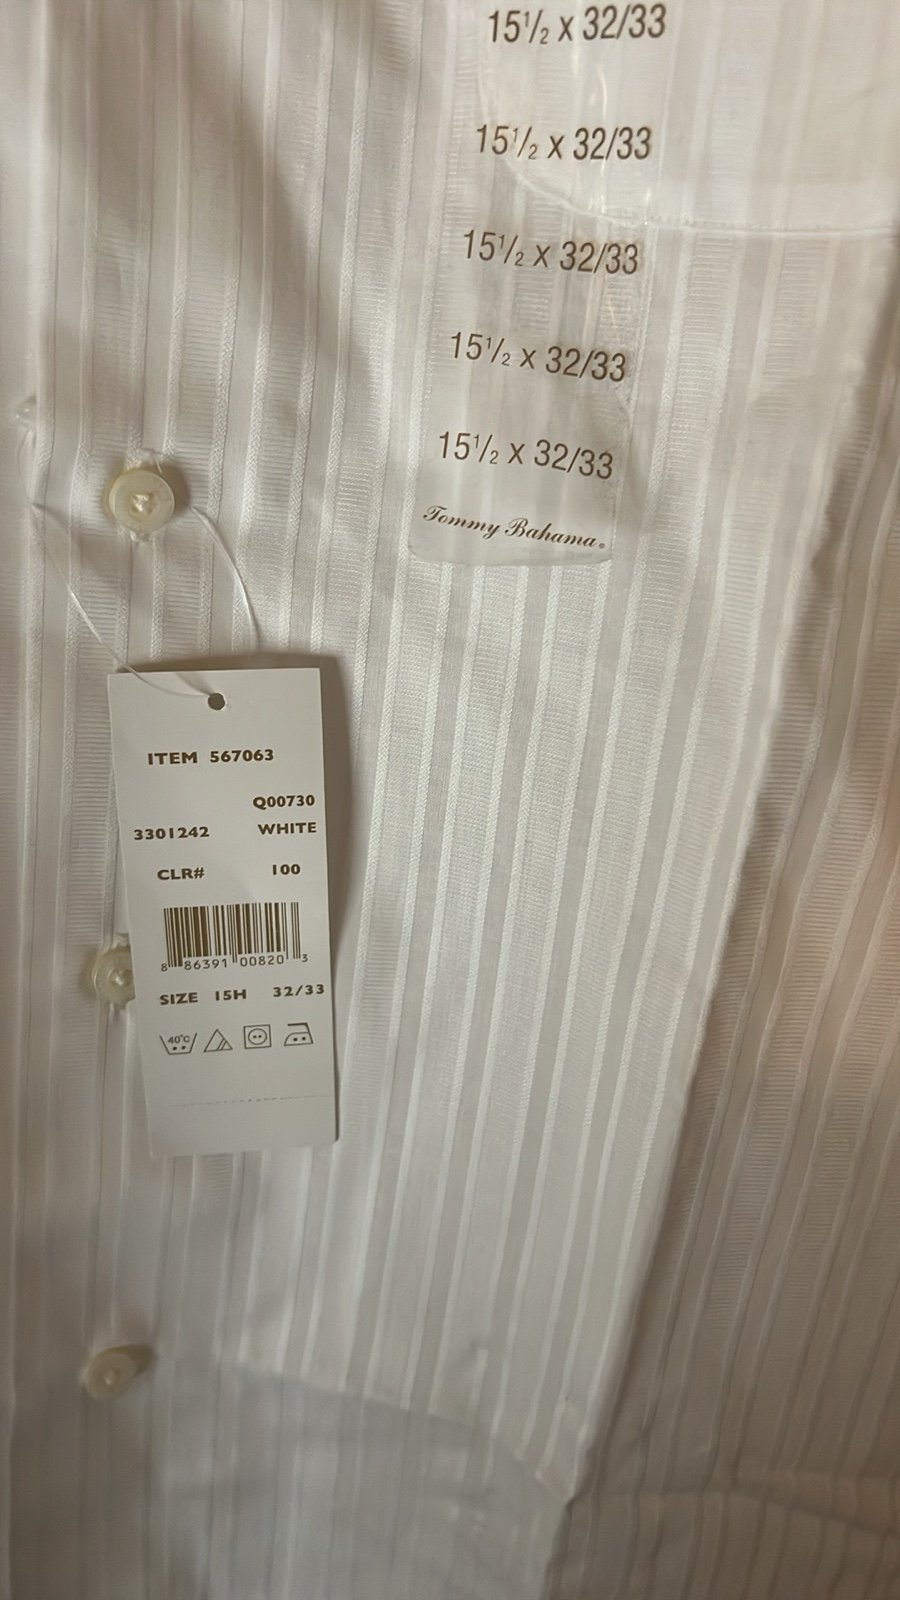 15½ x 32/33
15½ x 32/33
15½ x 32/33
15½ x 32/33
15½ x 32/33
Tommy Bahama®
ITEM 567063
Q00730
3301242 WHITE
CLR# 100
8 86391 00820 3
SIZE 15H 32/33
40°C